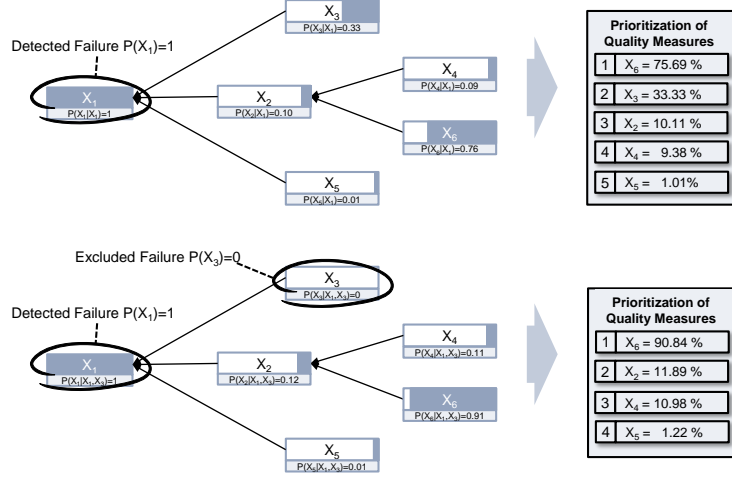 X3
P(X3|X1)=0.33
Detected Failure P(X1)=1
X1
P(X1|X1)=1
X2
P(X2|X1)=0.10
X4
P(X4|X1)=0.09
X6
P(X6|X1)=0.76
X5
P(X5|X1)=0.01
Prioritization of
Quality Measures
1 X6 = 75.69 %
2 X3 = 33.33 %
3 X2 = 10.11 %
4 X4 = 9.38 %
5 X5 = 1.01%
Excluded Failure P(X3)=0
X3
P(X3|X1,X3)=0
Detected Failure P(X1)=1
X1
P(X1|X1,X3)=1
X2
P(X2|X1,X3)=0.12
X4
P(X4|X1,X3)=0.11
X6
P(X6|X1,X3)=0.91
X5
P(X5|X1,X3)=0.01
Prioritization of
Quality Measures
1 X6 = 90.84 %
2 X2 = 11.89 %
3 X4 = 10.98 %
4 X5 = 1.22 %